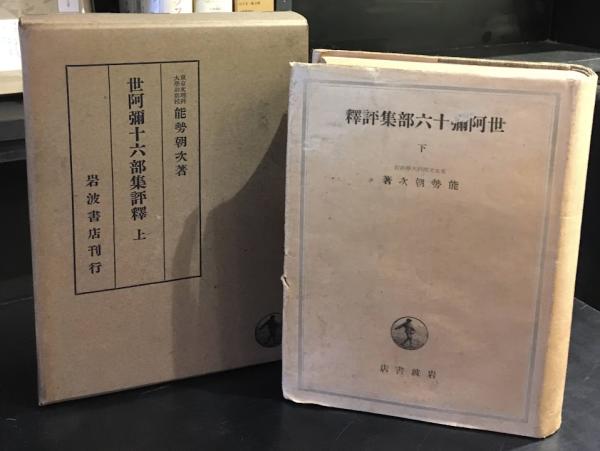 東京文理科
大學助教授
能勢朝次著
世阿彌十六部集評釋 上
岩波書店刊行
釋評集部六十彌阿世
下
著次朝勢能
店書波岩